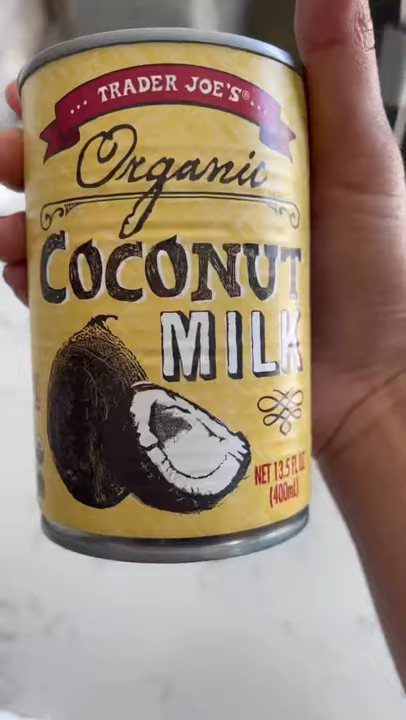 ... TRADER JOE'S® ...
Organic
COCONUT
MILK
NET 13.5 FL OZ
(400mL)